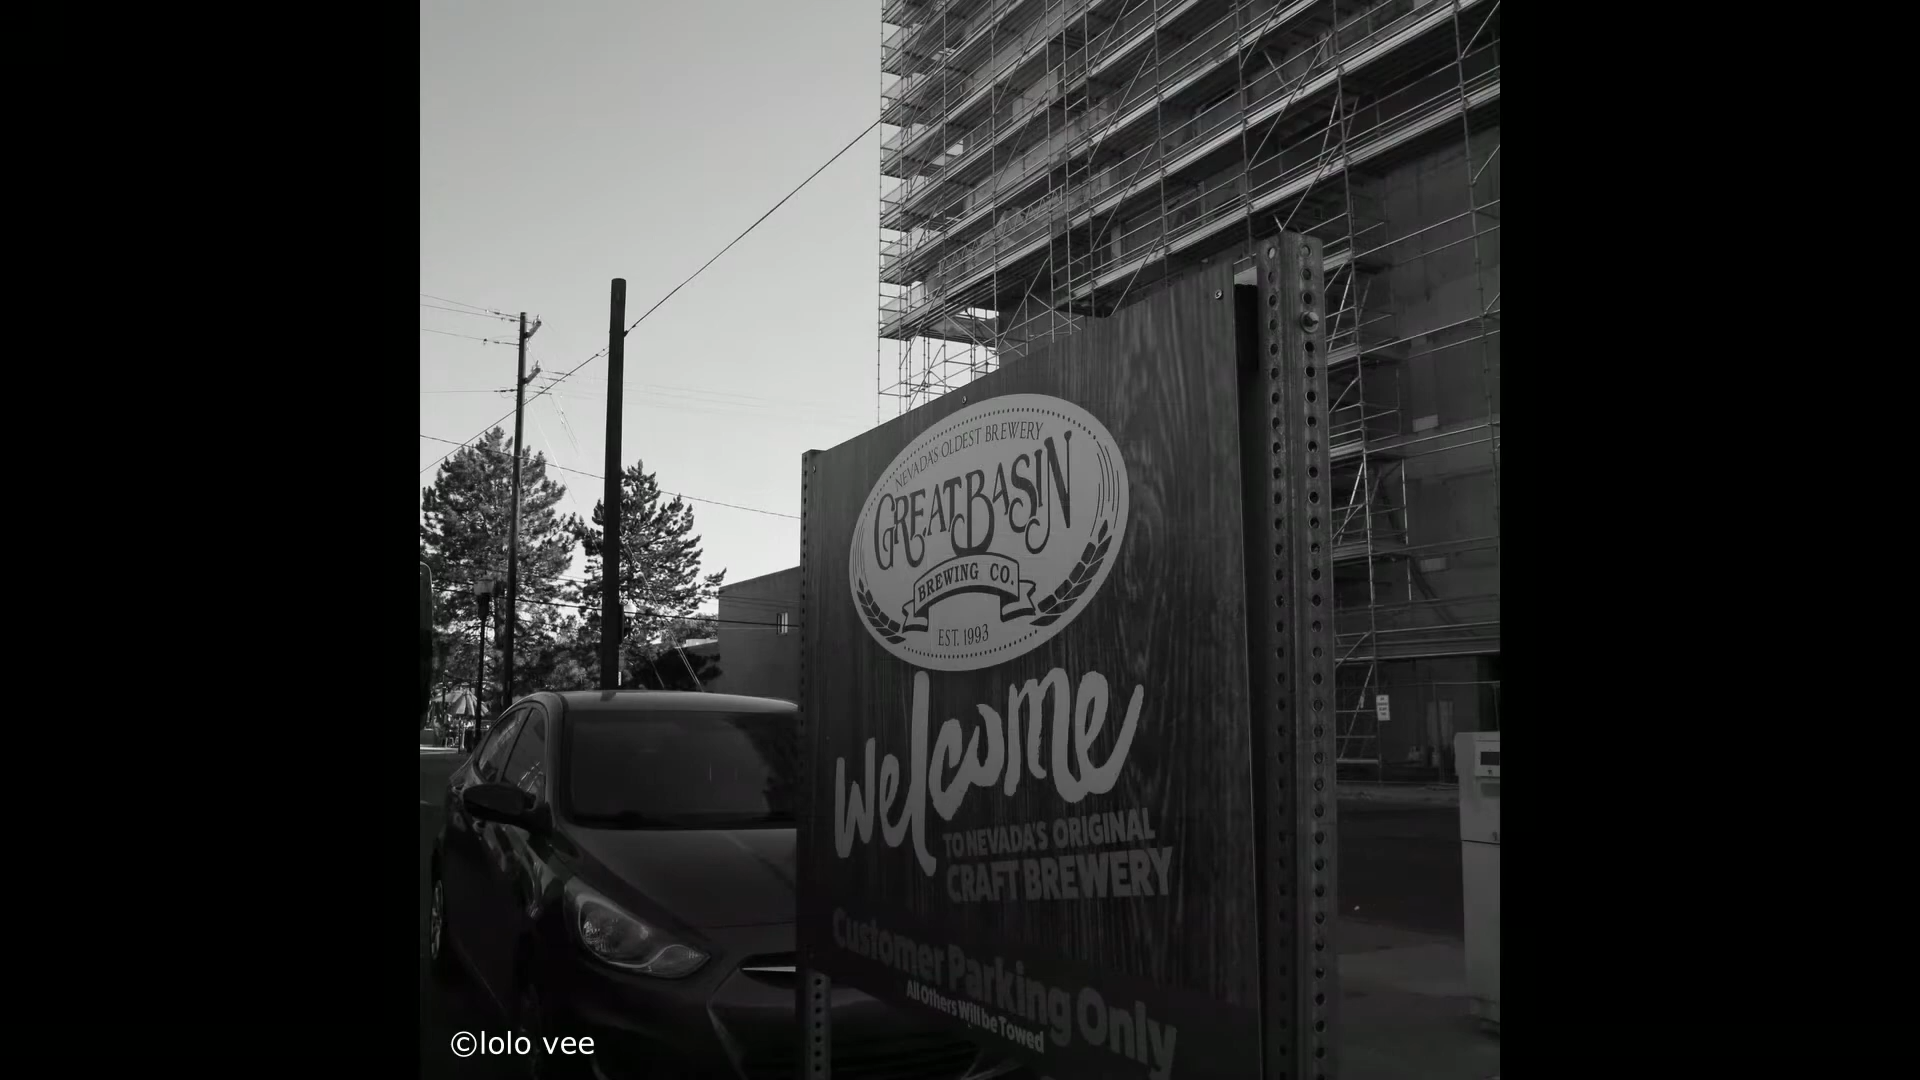 NEVADA'S OLDEST BREWERY
GREAT BASIN
BREWING CO.
EST. 1993
welcome
TO NEVADA'S ORIGINAL
CRAFT BREWERY
Customer Parking Only
All Others Will be Towed
©lolo vee